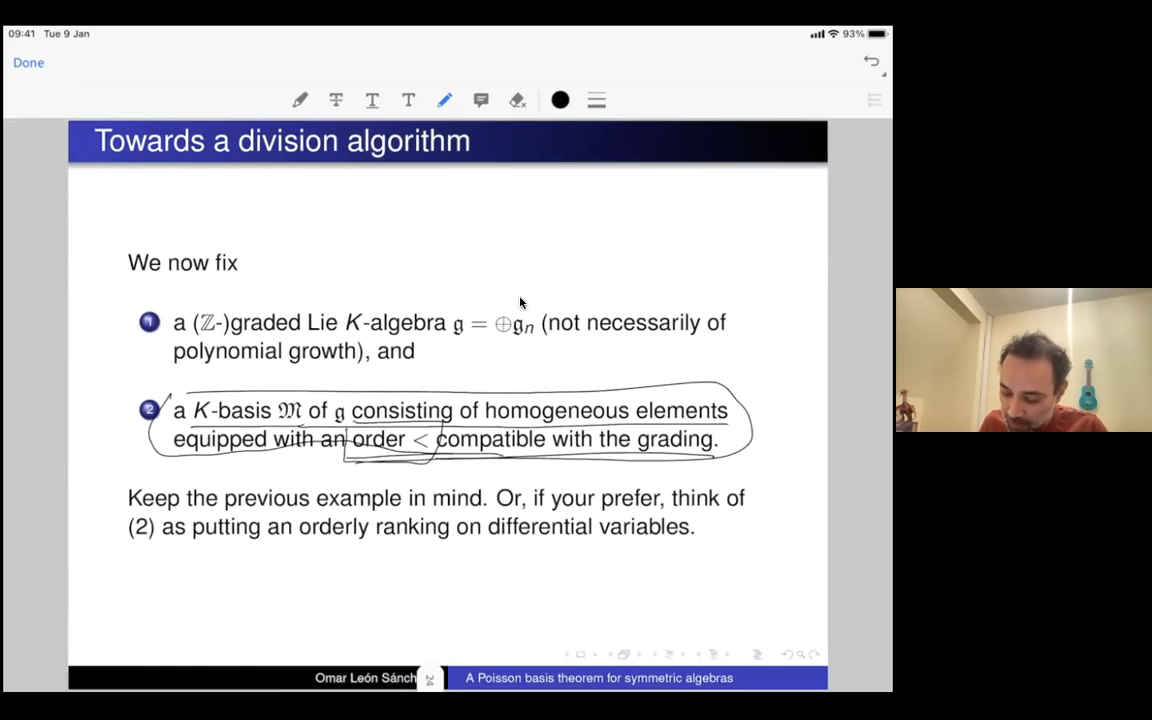 09:41 Tue 9 Jan
93%
Done
Towards a division algorithm
We now fix
1 a (ℤ-)graded Lie K-algebra 𝔤 = ⊕𝔤ₙ (not necessarily of
polynomial growth), and
2 a K-basis 𝔐 of 𝔤 consisting of homogeneous elements
equipped with an order < compatible with the grading.
Keep the previous example in mind. Or, if your prefer, think of
(2) as putting an orderly ranking on differential variables.
Omar León Sánch
24
A Poisson basis theorem for symmetric algebras